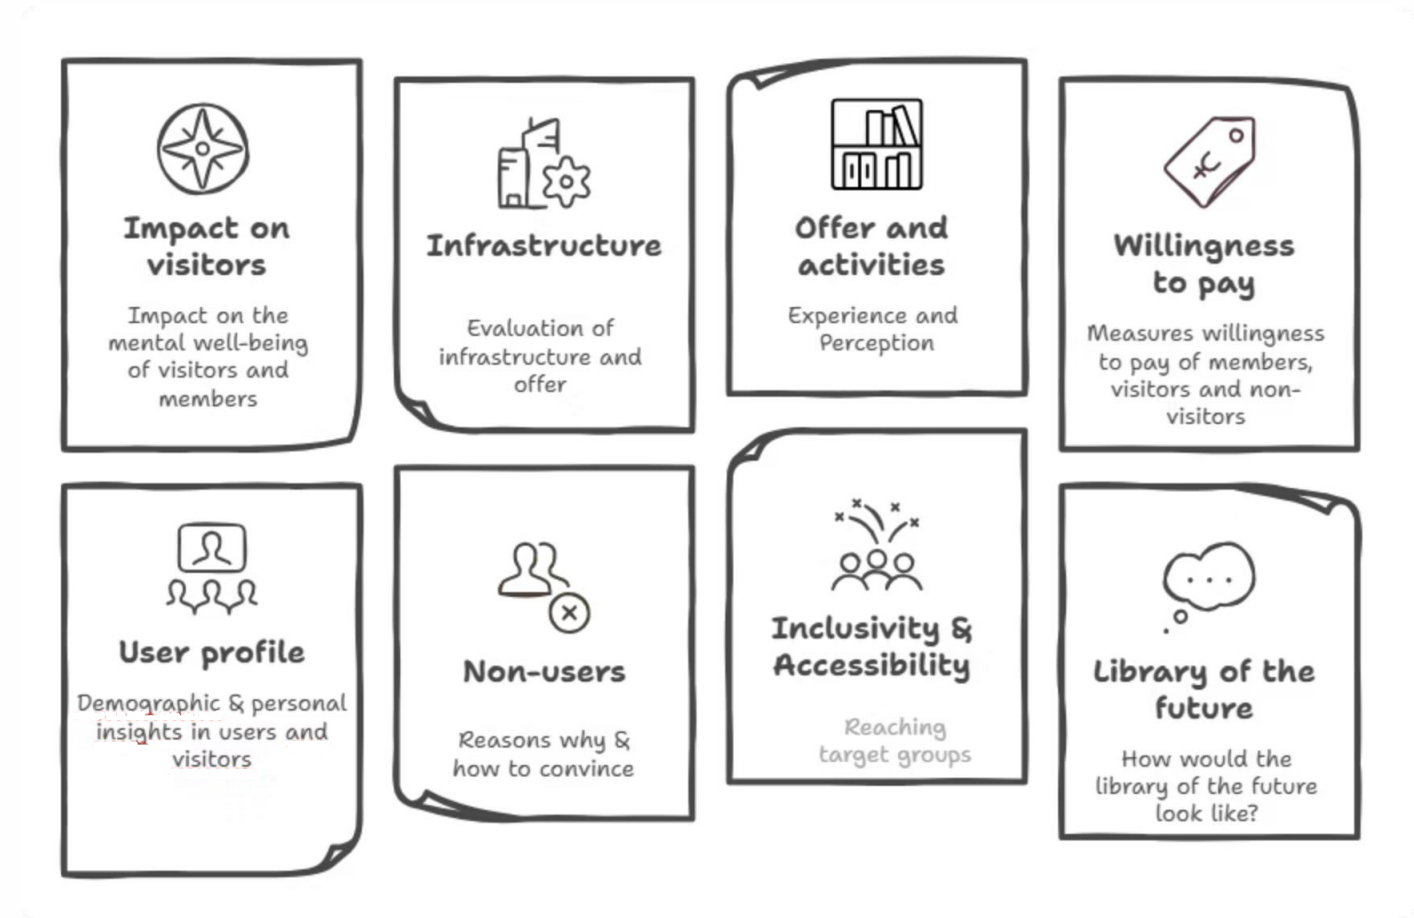 Impact on
visitors
Impact on the
mental well-being
of visitors and
members
Infrastructure
Evaluation of
infrastructure and
offer
Offer and
activities
Experience and
Perception
Willingness
to pay
Measures willingness
to pay of members,
visitors and non-
visitors
User profile
Demographic & personal
insights in users and
visitors
Non-users
Reasons why &
how to convince
Inclusivity &
Accessibility
Reaching
target groups
Library of the
future
How would the
library of the future
look like?